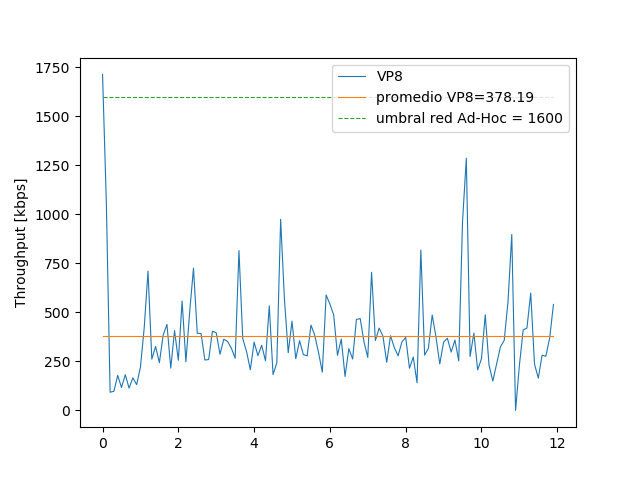 VP8
promedio VP8=378.19
umbral red Ad-Hoc = 1600
Throughput [kbps]
1750
1500
1250
1000
750
500
250
0
0 2 4 6 8 10 12